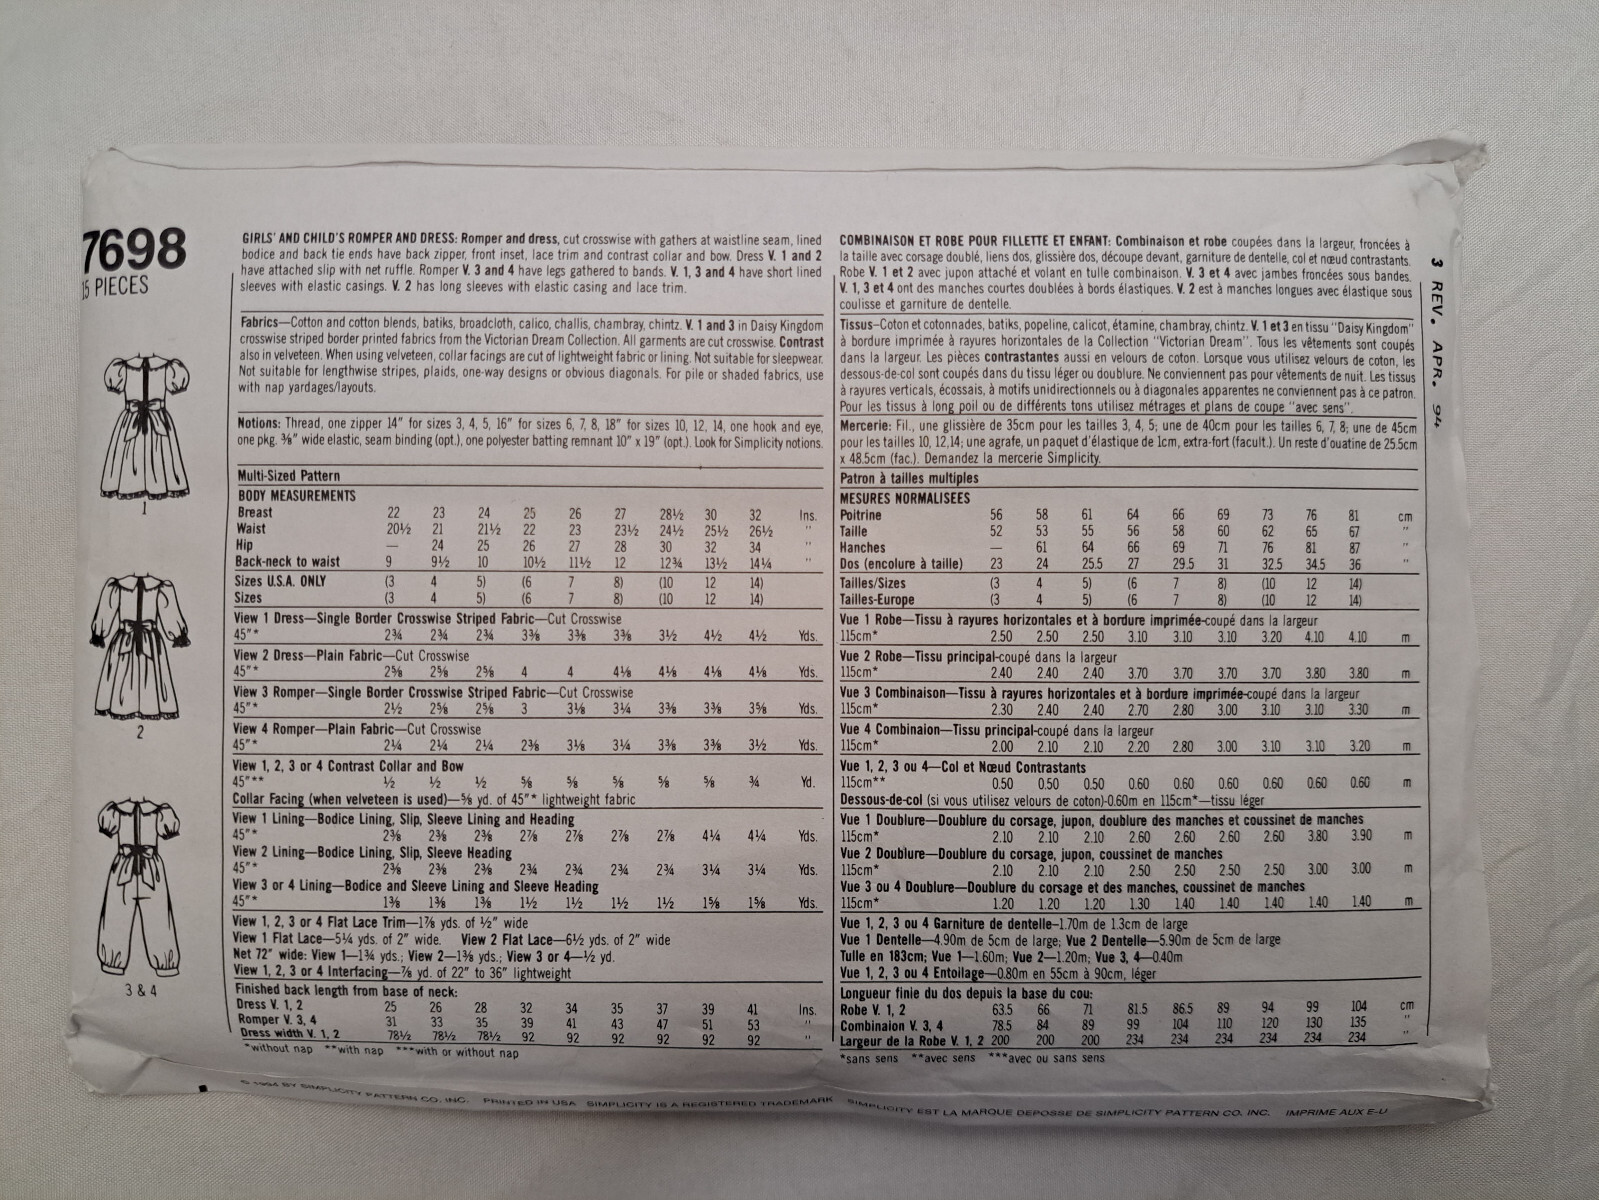 7698
15 PIECES
1
2
3 & 4
GIRLS' AND CHILD'S ROMPER AND DRESS: Romper and dress, cut crosswise with gathers at waistline seam, lined
bodice and back tie ends have back zipper, front inset, lace trim and contrast collar and bow. Dress V. 1 and 2
have attached slip with net ruffle. Romper V. 3 and 4 have legs gathered to bands. V. 1, 3 and 4 have short lined
sleeves with elastic casings. V. 2 has long sleeves with elastic casing and lace trim.
Fabrics—Cotton and cotton blends, batiks, broadcloth, calico, challis, chambray, chintz. V. 1 and 3 in Daisy Kingdom
crosswise striped border printed fabrics from the Victorian Dream Collection. All garments are cut crosswise. Contrast
also in velveteen. When using velveteen, collar facings are cut of lightweight fabric or lining. Not suitable for sleepwear.
Not suitable for lengthwise stripes, plaids, one-way designs or obvious diagonals. For pile or shaded fabrics, use
with nap yardages/layouts.
Notions: Thread, one zipper 14" for sizes 3, 4, 5, 16" for sizes 6, 7, 8, 18" for sizes 10, 12, 14, one hook and eye,
one pkg. ⅜" wide elastic, seam binding (opt.), one polyester batting remnant 10" x 19" (opt.). Look for Simplicity notions.
Multi-Sized Pattern
BODY MEASUREMENTS
Breast 22 23 24 25 26 27 28½ 30 32 Ins.
Waist 20½ 21 21½ 22 23 23½ 24½ 25½ 26½ "
Hip — 24 25 26 27 28 30 32 34 "
Back-neck to waist 9 9½ 10 10½ 11½ 12 12¾ 13½ 14¼ "
Sizes U.S.A. ONLY (3 4 5) (6 7 8) (10 12 14)
Sizes (3 4 5) (6 7 8) (10 12 14)
View 1 Dress—Single Border Crosswise Striped Fabric—Cut Crosswise
45"* 2¾ 2¾ 2¾ 3⅜ 3⅜ 3⅜ 3½ 4½ 4½ Yds.
View 2 Dress—Plain Fabric—Cut Crosswise
45"* 2⅝ 2⅝ 2⅝ 4 4 4⅛ 4⅛ 4⅛ 4⅛ Yds.
View 3 Romper—Single Border Crosswise Striped Fabric—Cut Crosswise
45"* 2½ 2⅝ 2⅝ 3 3⅛ 3¼ 3⅜ 3⅜ 3⅝ Yds.
View 4 Romper—Plain Fabric—Cut Crosswise
45"* 2¼ 2¼ 2¼ 2⅜ 3⅛ 3¼ 3⅜ 3⅜ 3½ Yds.
View 1, 2, 3 or 4 Contrast Collar and Bow
45"** ½ ½ ½ ⅝ ⅝ ⅝ ⅝ ⅝ ¾ Yd.
Collar Facing (when velveteen is used)—⅝ yd. of 45"* lightweight fabric
View 1 Lining—Bodice Lining, Slip, Sleeve Lining and Heading
45"* 2⅜ 2⅜ 2⅜ 2⅞ 2⅞ 2⅞ 2⅞ 4¼ 4¼ Yds.
View 2 Lining—Bodice Lining, Slip, Sleeve Heading
45"* 2⅜ 2⅜ 2⅜ 2¾ 2¾ 2¾ 2¾ 3¼ 3¼ Yds.
View 3 or 4 Lining—Bodice and Sleeve Lining and Sleeve Heading
45"* 1⅜ 1⅜ 1⅜ 1½ 1½ 1½ 1½ 1⅝ 1⅝ Yds.
View 1, 2, 3 or 4 Flat Lace Trim—1⅞ yds. of ½" wide
View 1 Flat Lace—5¼ yds. of 2" wide. View 2 Flat Lace—6½ yds. of 2" wide
Net 72" wide: View 1—1¾ yds.; View 2—1⅜ yds.; View 3 or 4—½ yd.
View 1, 2, 3 or 4 Interfacing—⅞ yd. of 22" to 36" lightweight
Finished back length from base of neck:
Dress V. 1, 2 25 26 28 32 34 35 37 39 41 Ins.
Romper V. 3, 4 31 33 35 39 41 43 47 51 53 "
Dress width V. 1, 2 78½ 78½ 78½ 92 92 92 92 92 92 "
*without nap **with nap ***with or without nap
COMBINAISON ET ROBE POUR FILLETTE ET ENFANT: Combinaison et robe coupées dans la largeur, froncées à
la taille avec corsage doublé, liens dos, glissière dos, découpe devant, garniture de dentelle, col et nœud contrastants.
Robe V. 1 et 2 avec jupon attaché et volant en tulle combinaison. V. 3 et 4 avec jambes froncées sous bandes.
V. 1, 3 et 4 ont des manches courtes doublées à bords élastiques. V. 2 est à manches longues avec élastique sous
coulisse et garniture de dentelle.
Tissus—Coton et cotonnades, batiks, popeline, calicot, étamine, chambray, chintz. V. 1 et 3 en tissu "Daisy Kingdom"
à bordure imprimée à rayures horizontales de la Collection "Victorian Dream". Tous les vêtements sont coupés
dans la largeur. Les pièces contrastantes aussi en velours de coton. Lorsque vous utilisez velours de coton, les
dessous-de-col sont coupés dans du tissu léger ou doublure. Ne conviennent pas pour vêtements de nuit. Les tissus
à rayures verticals, écossais, à motifs unidirectionnels ou à diagonales apparentes ne conviennent pas à ce patron.
Pour les tissus à long poil ou de différents tons utilisez métrages et plans de coupe "avec sens".
Mercerie: Fil., une glissière de 35cm pour les tailles 3, 4, 5; une de 40cm pour les tailles 6, 7, 8; une de 45cm
pour les tailles 10, 12,14; une agrafe, un paquet d'élastique de 1cm, extra-fort (facult.). Un reste d'ouatine de 25.5cm
x 48.5cm (fac.). Demandez la mercerie Simplicity.
Patron à tailles multiples
MESURES NORMALISEES
Poitrine 56 58 61 64 66 69 73 76 81 cm
Taille 52 53 55 56 58 60 62 65 67 "
Hanches — 61 64 66 69 71 76 81 87 "
Dos (encolure à taille) 23 24 25.5 27 29.5 31 32.5 34.5 36 "
Tailles/Sizes (3 4 5) (6 7 8) (10 12 14)
Tailles-Europe (3 4 5) (6 7 8) (10 12 14)
Vue 1 Robe—Tissu à rayures horizontales et à bordure imprimée-coupé dans la largeur
115cm* 2.50 2.50 2.50 3.10 3.10 3.10 3.20 4.10 4.10 m
Vue 2 Robe—Tissu principal-coupé dans la largeur
115cm* 2.40 2.40 2.40 3.70 3.70 3.70 3.70 3.80 3.80 m
Vue 3 Combinaison—Tissu à rayures horizontales et à bordure imprimée-coupé dans la largeur
115cm* 2.30 2.40 2.40 2.70 2.80 3.00 3.10 3.10 3.30 m
Vue 4 Combinaion—Tissu principal-coupé dans la largeur
115cm* 2.00 2.10 2.10 2.20 2.80 3.00 3.10 3.10 3.20 m
Vue 1, 2, 3 ou 4—Col et Nœud Contrastants
115cm** 0.50 0.50 0.50 0.60 0.60 0.60 0.60 0.60 0.60 m
Dessous-de-col (si vous utilisez velours de coton)-0.60m en 115cm*—tissu léger
Vue 1 Doublure—Doublure du corsage, jupon, doublure des manches et coussinet de manches
115cm* 2.10 2.10 2.10 2.60 2.60 2.60 2.60 3.80 3.90 m
Vue 2 Doublure—Doublure du corsage, jupon, coussinet de manches
115cm* 2.10 2.10 2.10 2.50 2.50 2.50 2.50 3.00 3.00 m
Vue 3 ou 4 Doublure—Doublure du corsage et des manches, coussinet de manches
115cm* 1.20 1.20 1.20 1.30 1.40 1.40 1.40 1.40 1.40 m
Vue 1, 2, 3 ou 4 Garniture de dentelle-1.70m de 1.3cm de large
Vue 1 Dentelle—4.90m de 5cm de large; Vue 2 Dentelle—5.90m de 5cm de large
Tulle en 183cm; Vue 1—1.60m; Vue 2—1.20m; Vue 3, 4—0.40m
Vue 1, 2, 3 ou 4 Entoilage—0.80m en 55cm à 90cm, léger
Longueur finie du dos depuis la base du cou:
Robe V. 1, 2 63.5 66 71 81.5 86.5 89 94 99 104 cm
Combinaion V. 3, 4 78.5 84 89 99 104 110 120 130 135 "
Largeur de la Robe V. 1, 2 200 200 200 234 234 234 234 234 234 "
*sans sens **avec sens ***avec ou sans sens
3 REV. APR. 94
© 1994 BY SIMPLICITY PATTERN CO. INC. PRINTED IN USA SIMPLICITY IS A REGISTERED TRADEMARK SIMPLICITY EST LA MARQUE DEPOSSE DE SIMPLICITY PATTERN CO. INC. IMPRIME AUX E-U